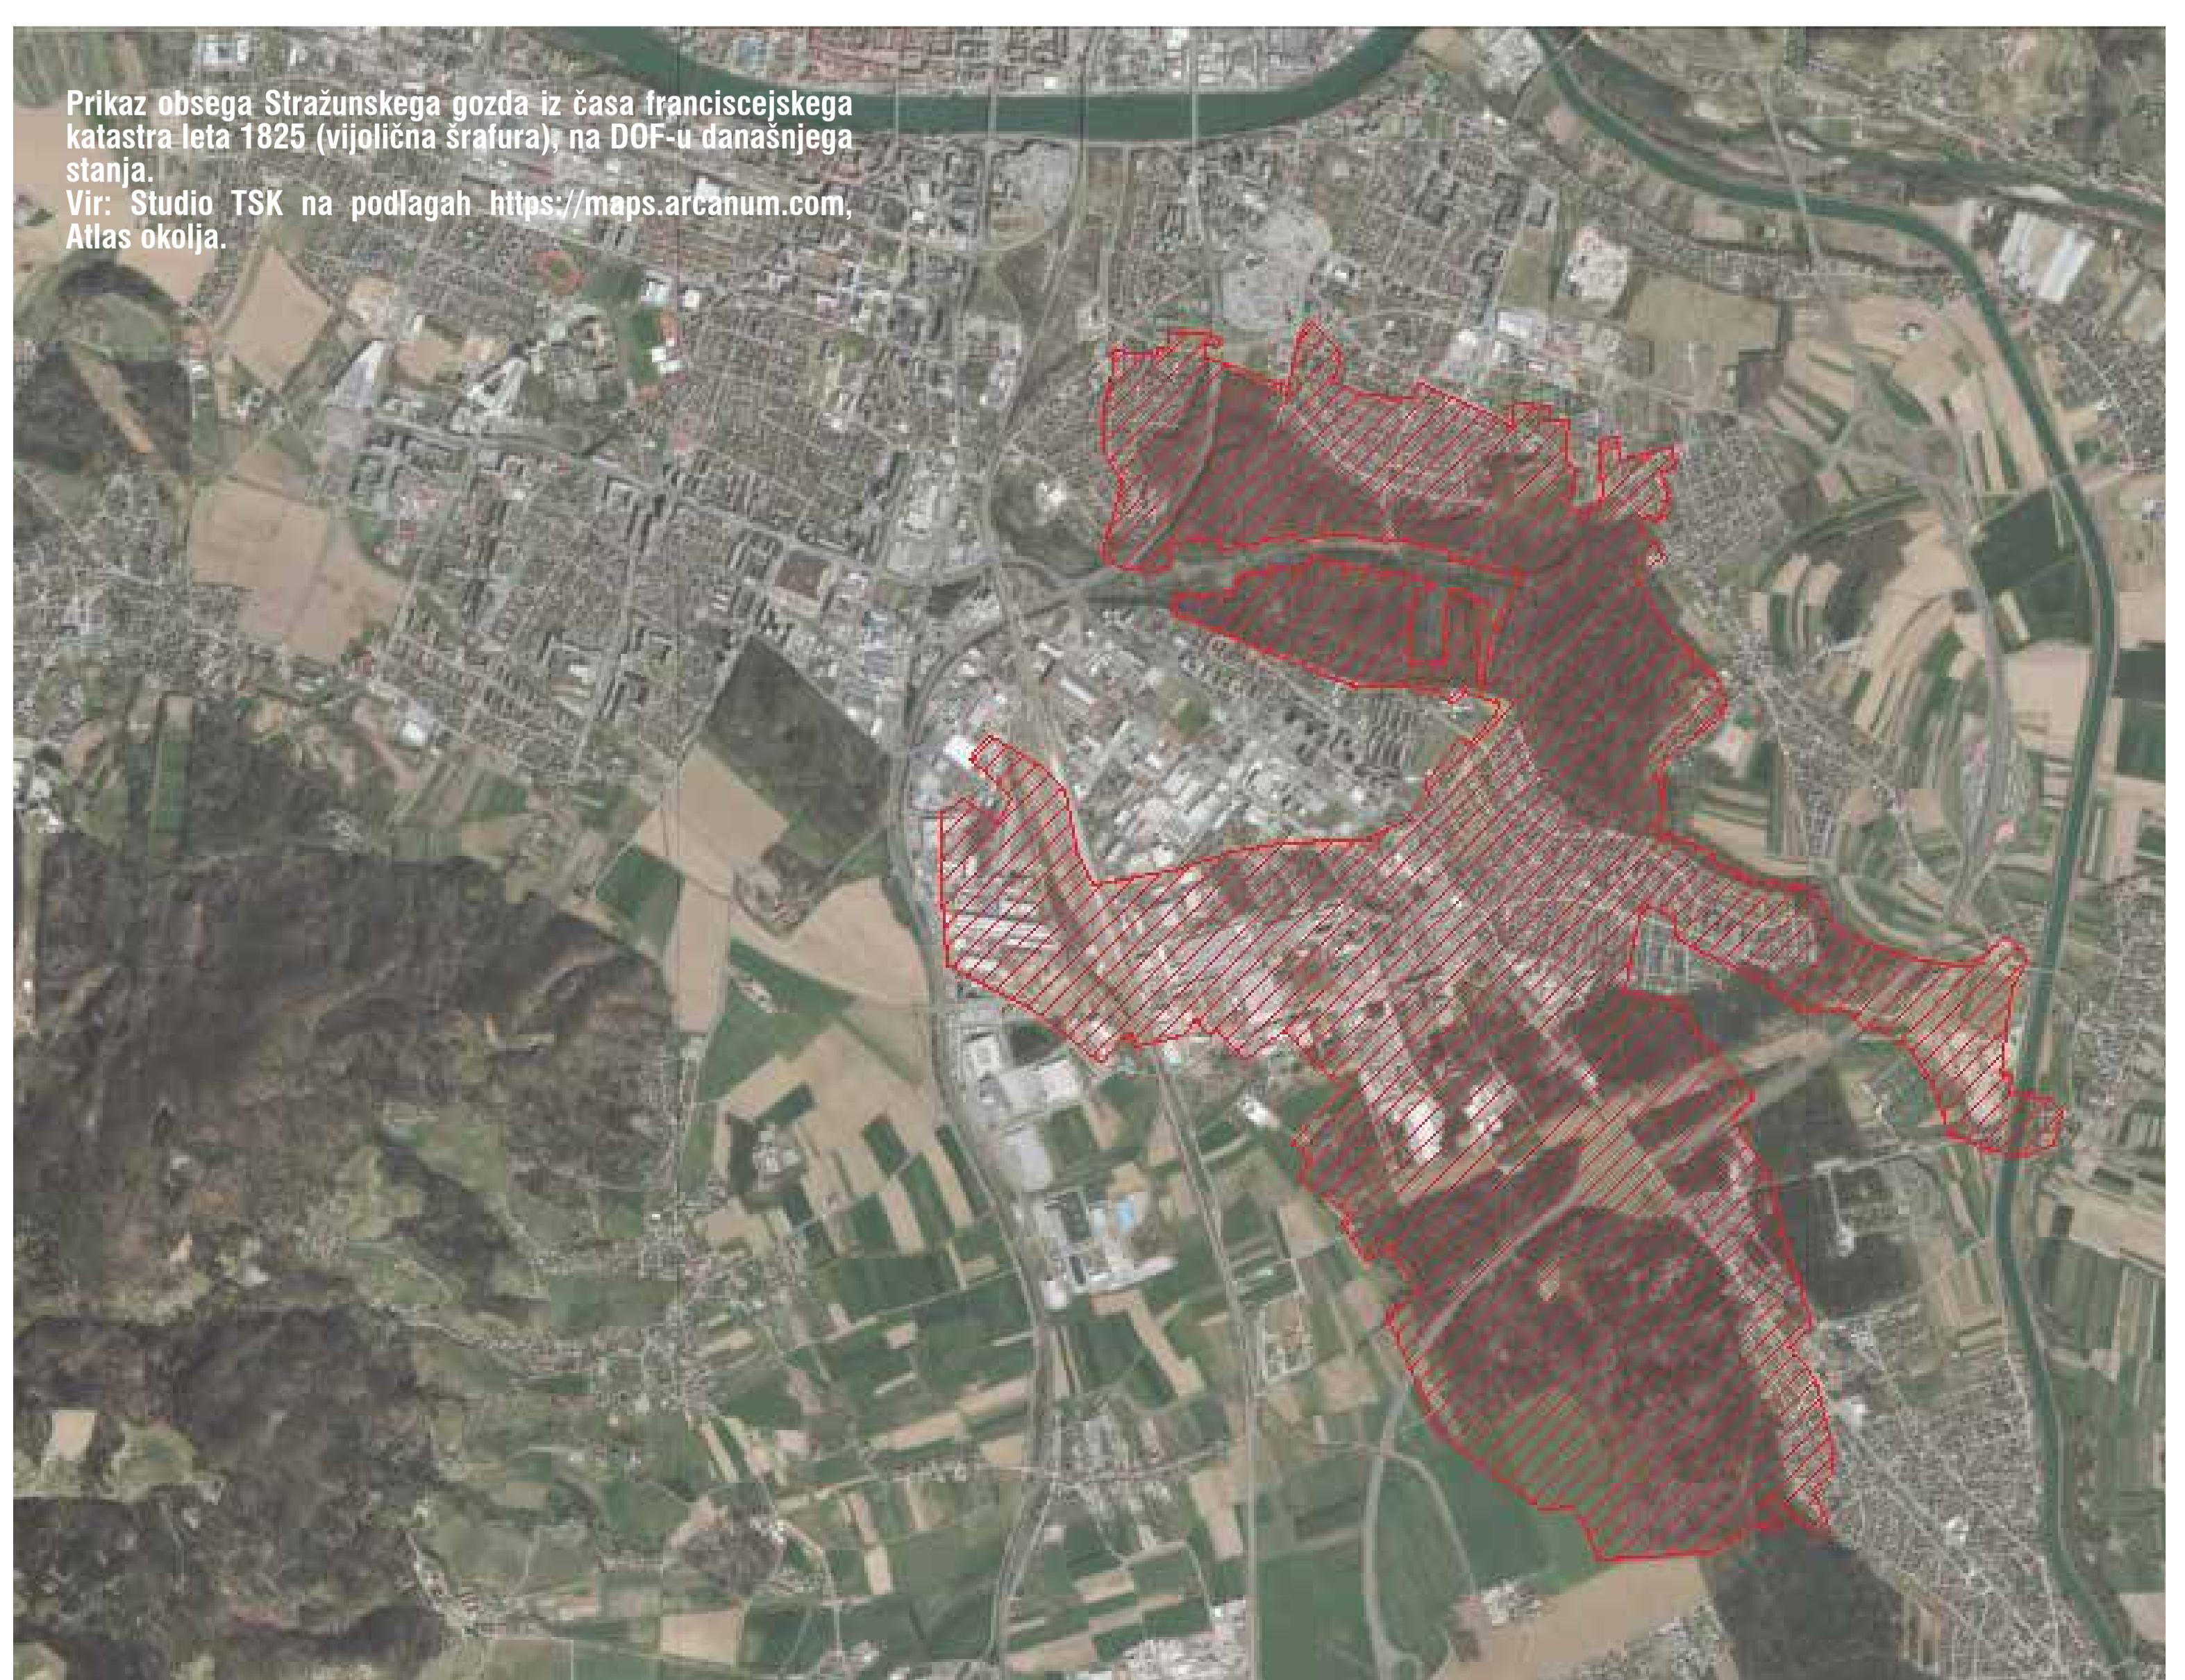 Prikaz obsega Stražunskega gozda iz časa franciscejskega
katastra leta 1825 (vijolična šrafura), na DOF-u današnjega
stanja.
Vir: Studio TSK na podlagah https://maps.arcanum.com,
Atlas okolja.